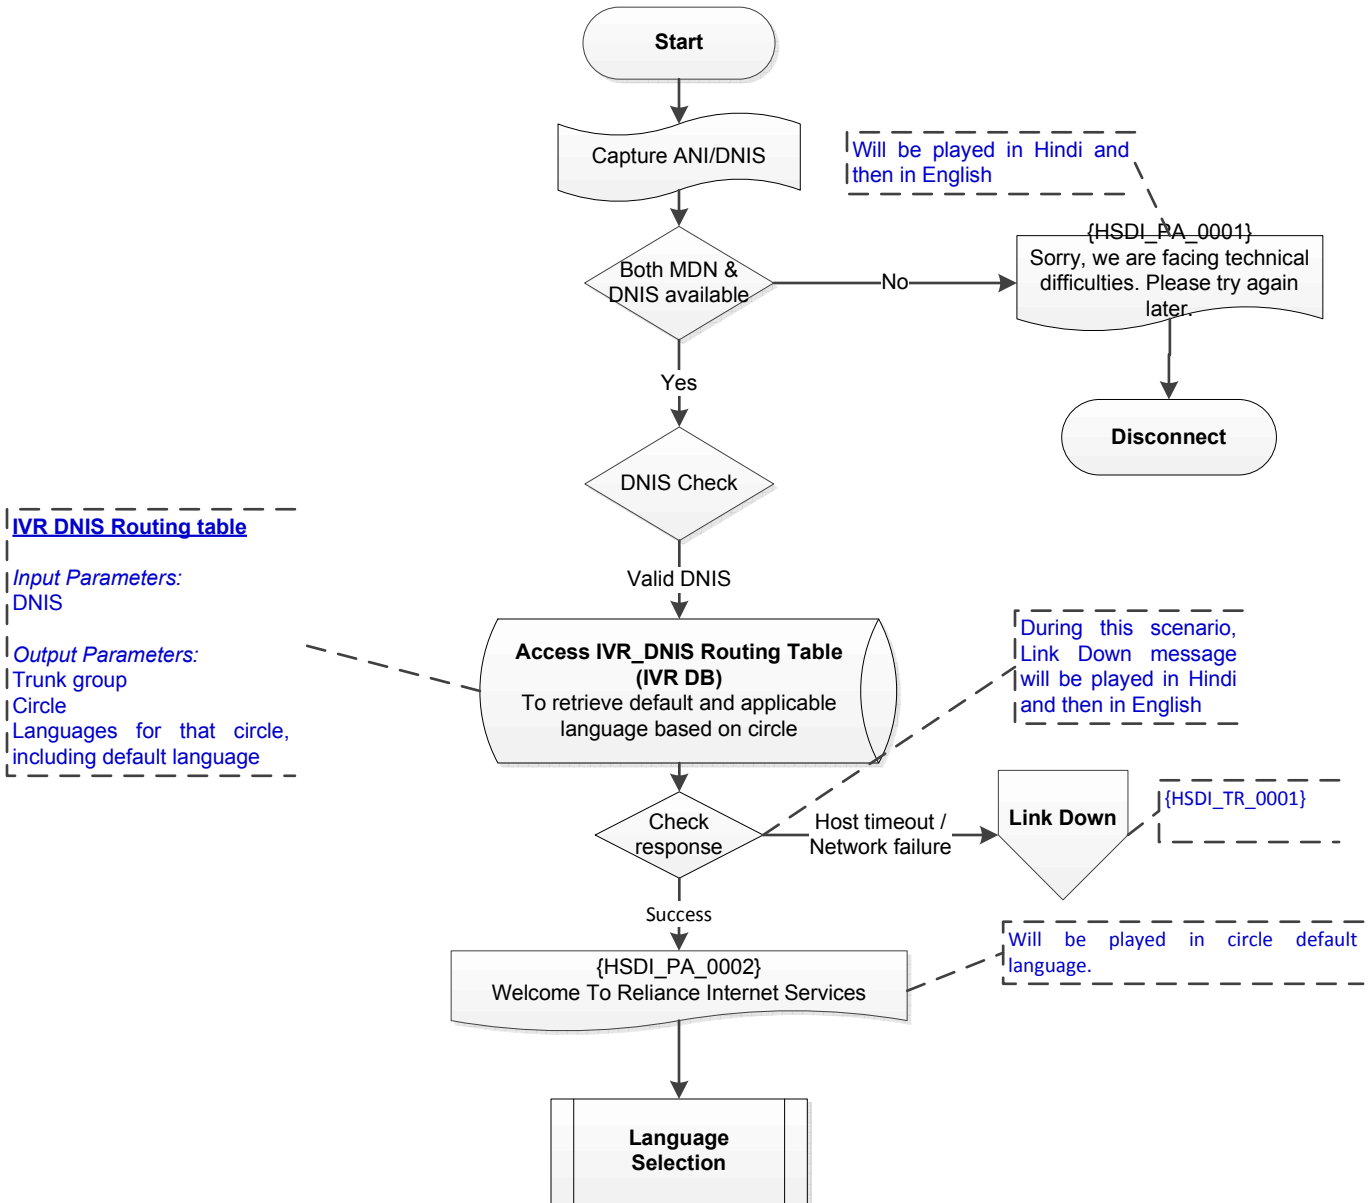 Start
Capture ANI/DNIS
Will be played in Hindi and
then in English
Both MDN &
DNIS available
No
{HSDI_PA_0001}
Sorry, we are facing technical
difficulties. Please try again
later.
Yes
Disconnect
DNIS Check
Valid DNIS
IVR DNIS Routing table
Input Parameters:
DNIS
Output Parameters:
Trunk group
Circle
Languages for that circle,
including default language
Access IVR_DNIS Routing Table
(IVR DB)
To retrieve default and applicable
language based on circle
During this scenario,
Link Down message
will be played in Hindi
and then in English
Check
response
Host timeout /
Network failure
Link Down
{HSDI_TR_0001}
Success
{HSDI_PA_0002}
Welcome To Reliance Internet Services
Will be played in circle default
language.
Language
Selection